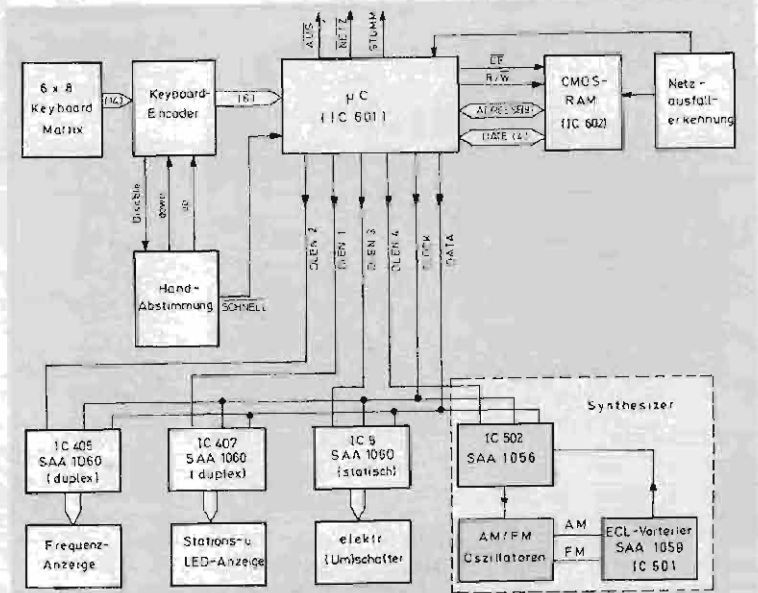 AUS
NETZ
STUMM
6 x 8
Keyboard
Matrix
(14)
Keyboard-
Encoder
(6)
µC
(IC 601)
CE
R/W
ADRESSE(8)
DATE (4)
CMOS-
RAM
(IC 602)
Netz-
ausfall-
erkennung
Disable
down
up
Hand-
Abstimmung
SCHNELL
DLEN 2
DLEN 1
DLEN 3
DLEN 4
CLOCK
DATA
IC 406
SAA 1060
(duplex)
IC 407
SAA 1060
(duplex)
IC 5
SAA 1060
(statisch)
Synthesizer
IC 502
SAA 1056
Frequenz-
Anzeige
Stations-u
LED-Anzeige
elektr
(Um)schalter
AM/FM
Oszillatoren
AM
FM
ECL-Vorteiler
SAA 1059
IC 501